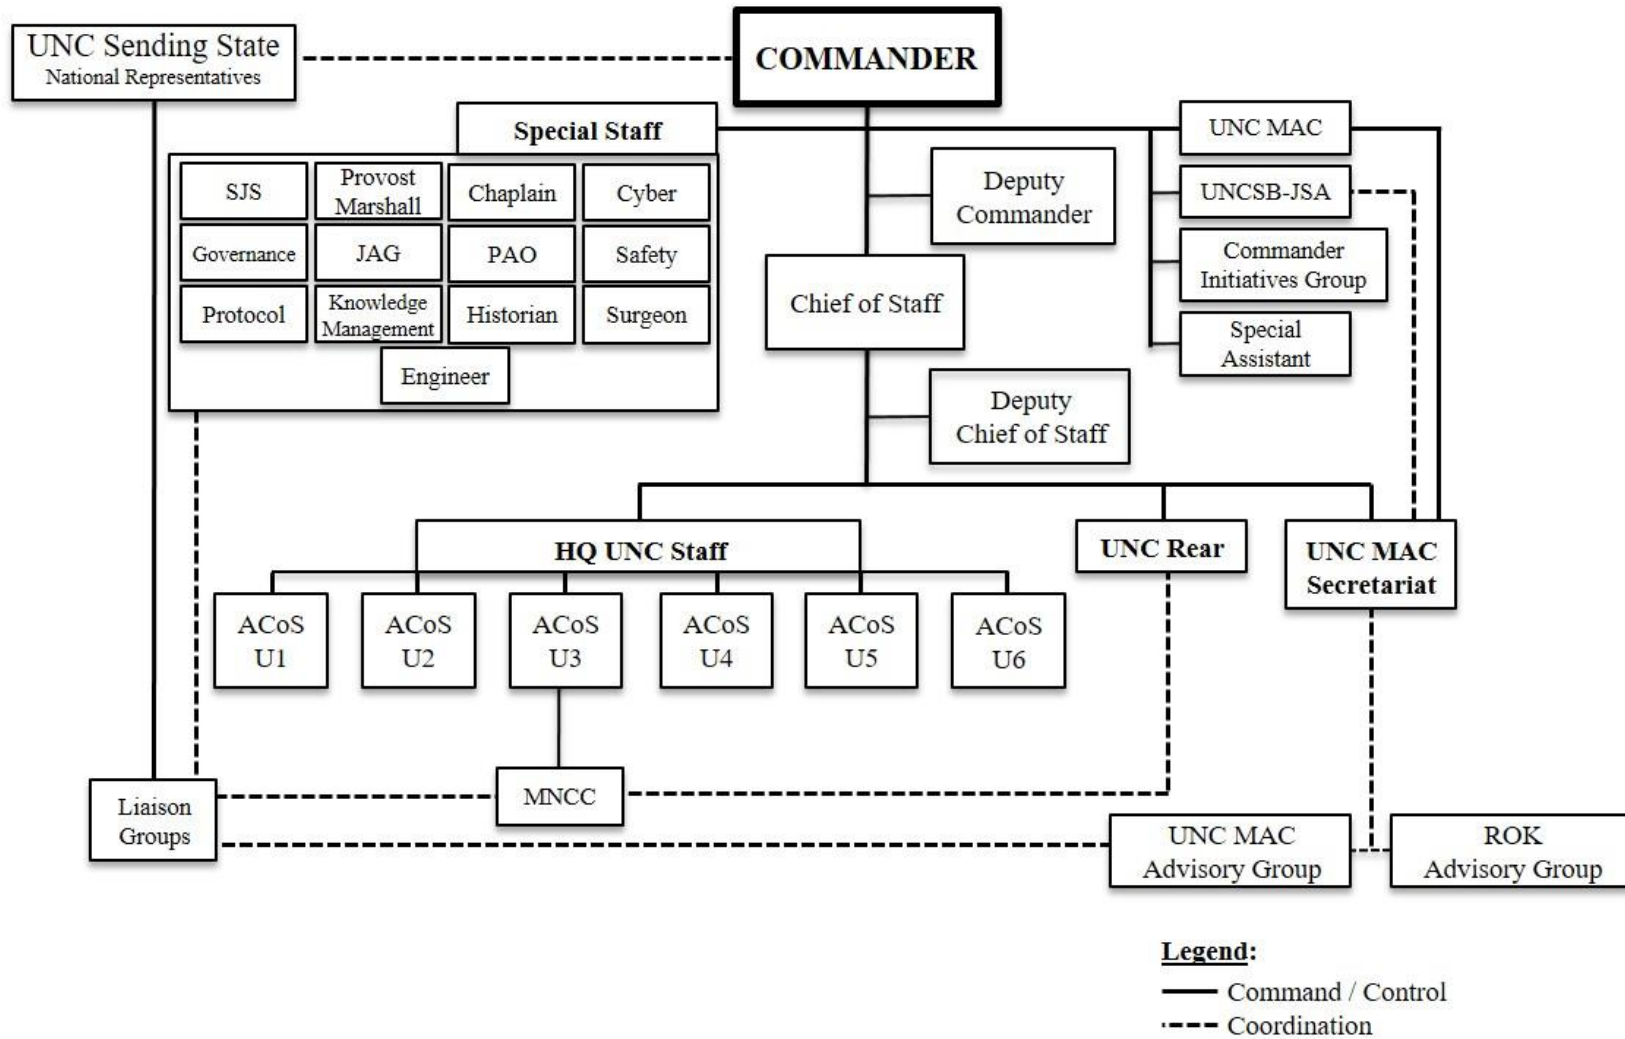 UNC Sending State
National Representatives
COMMANDER
Special Staff
SJS
Provost
Marshall
Chaplain
Cyber
Governance
JAG
PAO
Safety
Protocol
Knowledge
Management
Historian
Surgeon
Engineer
UNC MAC
UNCSB-JSA
Commander
Initiatives Group
Special
Assistant
Deputy
Commander
Chief of Staff
Deputy
Chief of Staff
HQ UNC Staff
UNC Rear
UNC MAC
Secretariat
ACoS
U1
ACoS
U2
ACoS
U3
ACoS
U4
ACoS
U5
ACoS
U6
Liaison
Groups
MNCC
UNC MAC
Advisory Group
ROK
Advisory Group
Legend:
Command / Control
Coordination